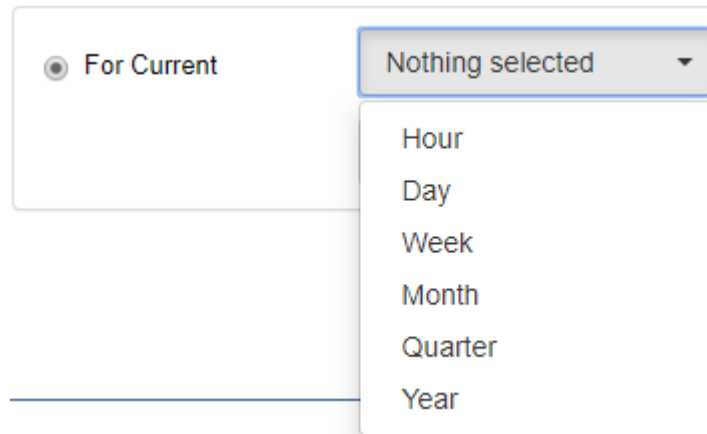 For Current
Nothing selected
Hour
Day
Week
Month
Quarter
Year